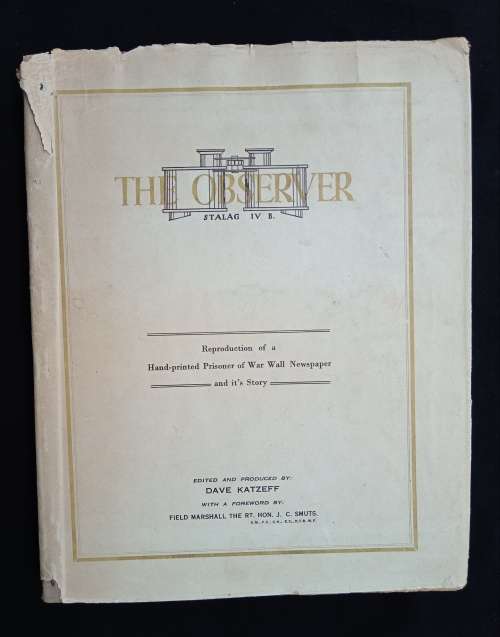 THE OBSERVER
STALAG IV B.
Reproduction of a
Hand-printed Prisoner of War Wall Newspaper
and it's Story
EDITED AND PRODUCED BY:
DAVE KATZEFF
WITH A FOREWORD BY:
FIELD MARSHALL THE RT. HON. J. C. SMUTS.